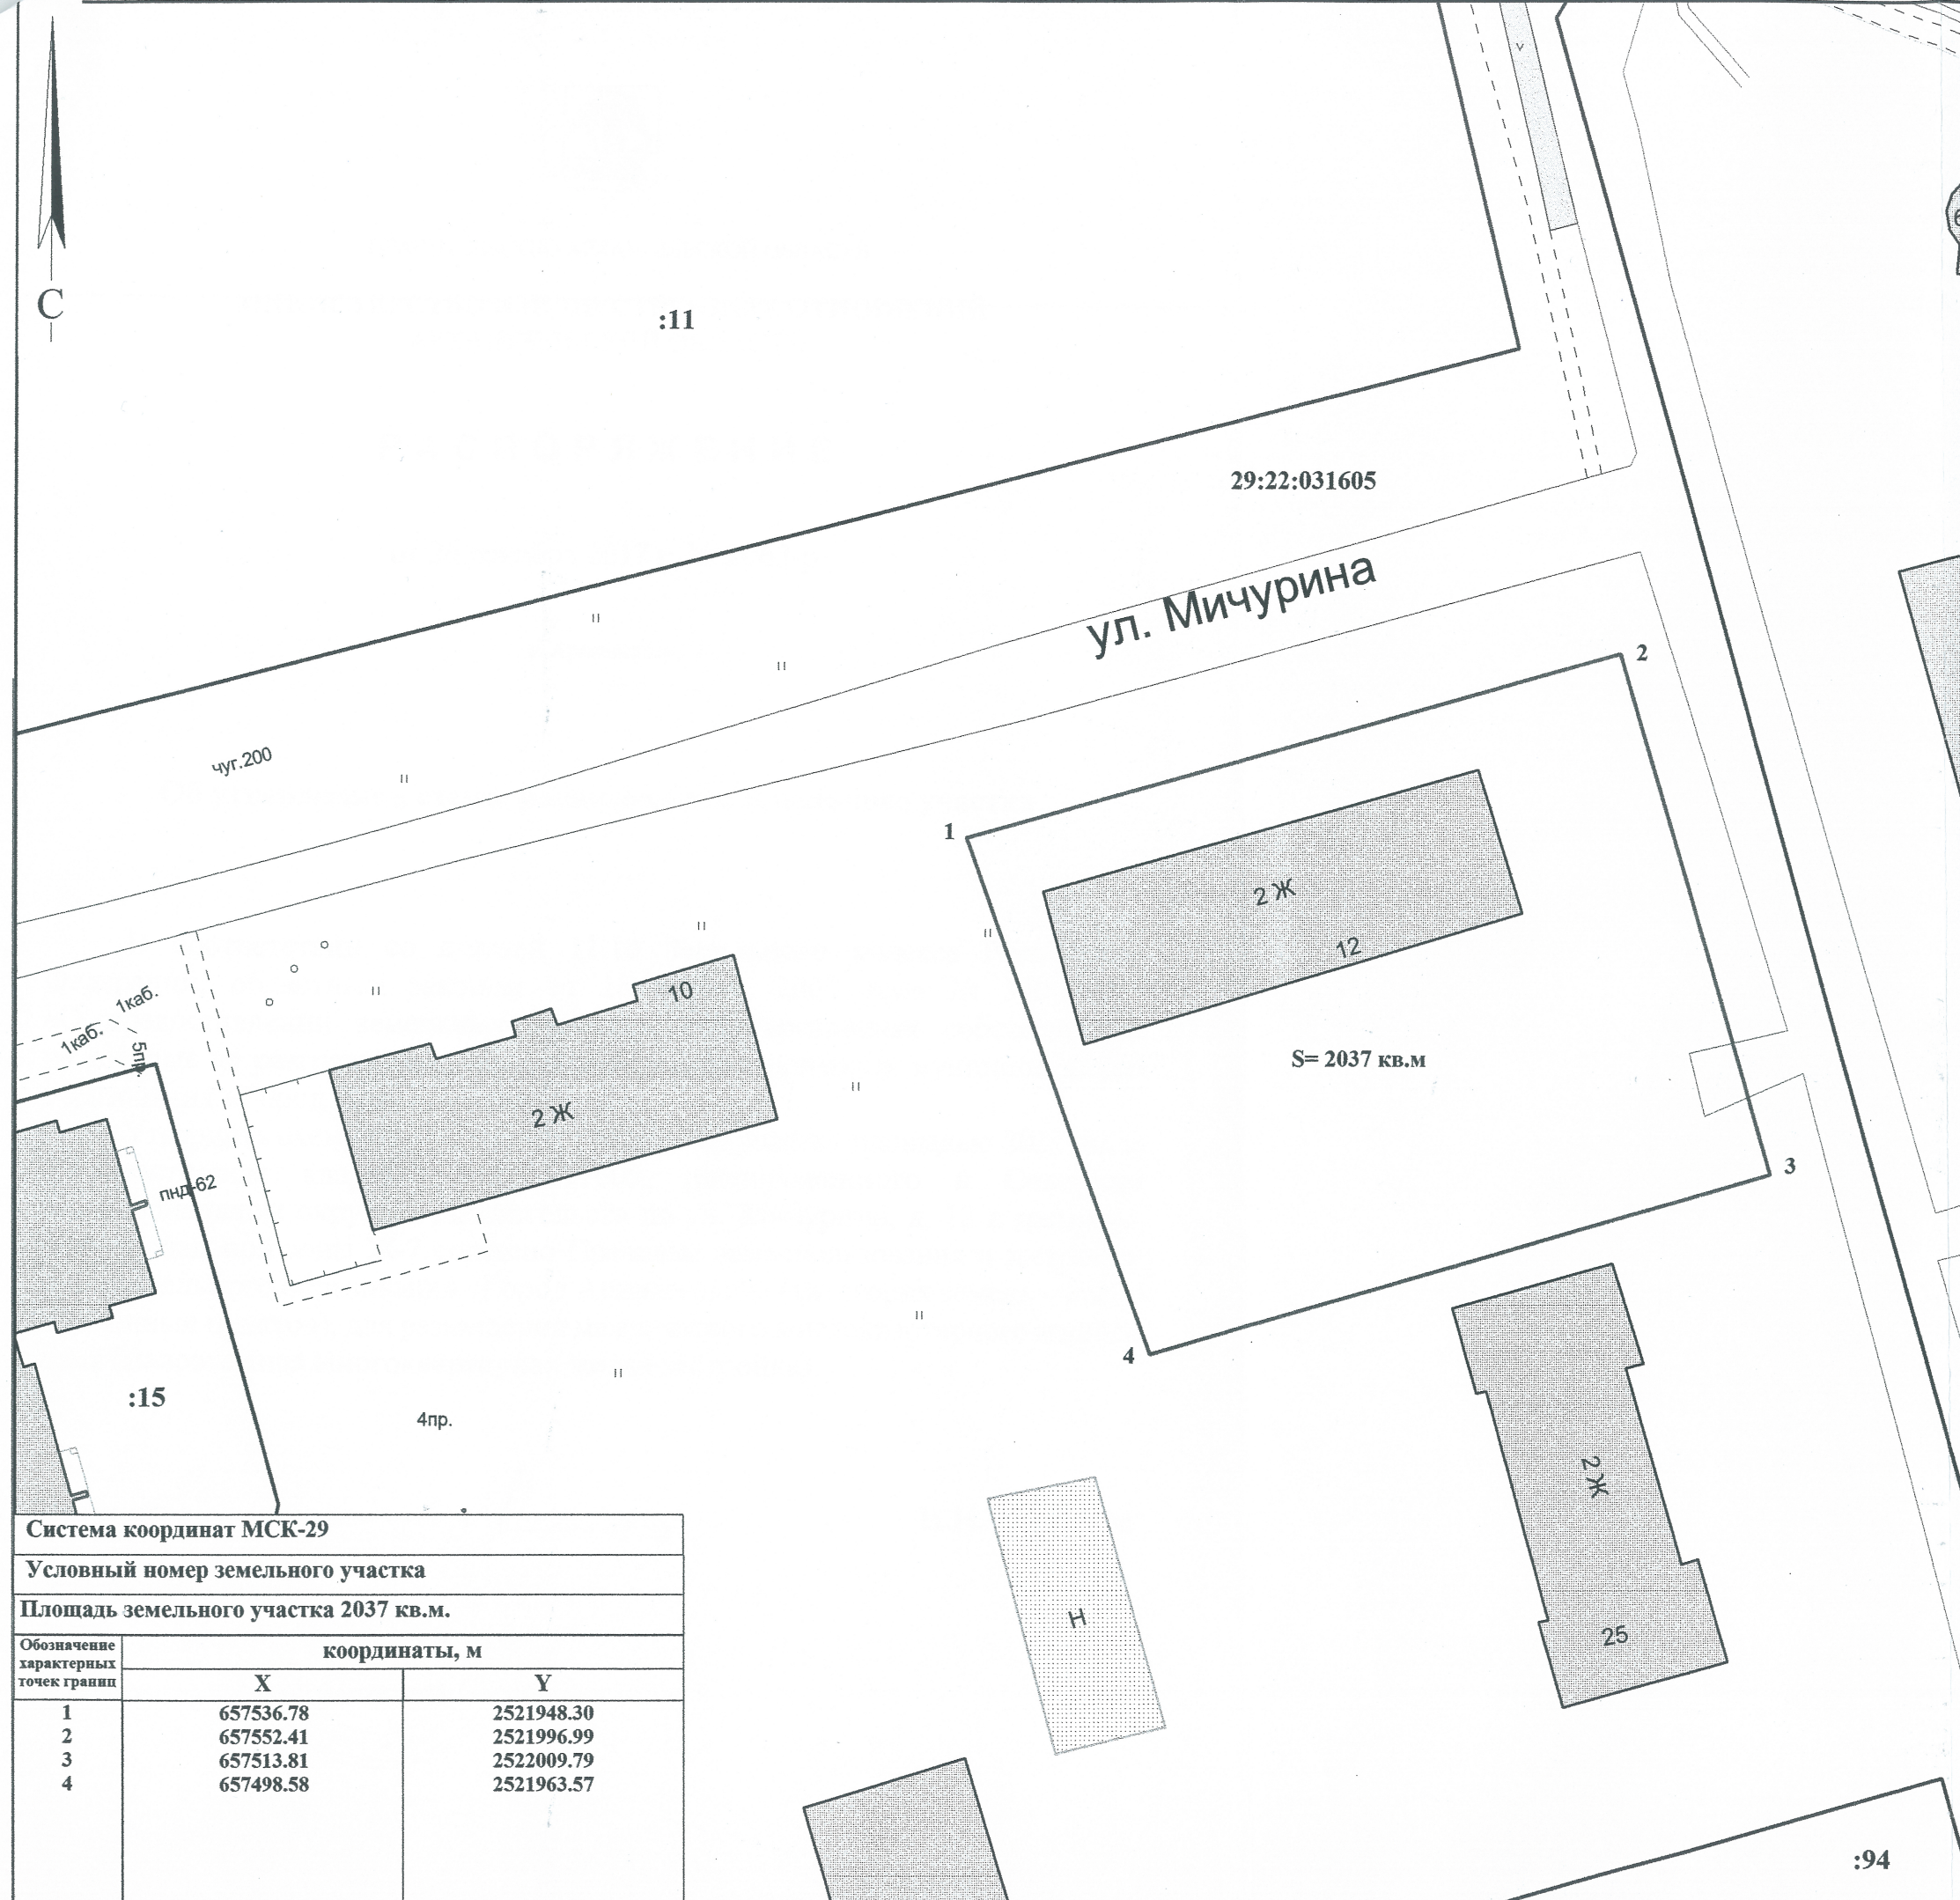 С
:11
29:22:031605
ул. Мичурина
2
чуг.200
1
2 Ж
12
10
1каб.
1каб.
5пр.
S= 2037 кв.м
2 Ж
3
пнд-62
4
:15
4пр.
2 Ж
Н
25
Система координат МСК-29
Условный номер земельного участка
Площадь земельного участка 2037 кв.м.
Обозначение характерных точек границ
координаты, м
X Y
1 657536.78 2521948.30
2 657552.41 2521996.99
3 657513.81 2522009.79
4 657498.58 2521963.57
:94